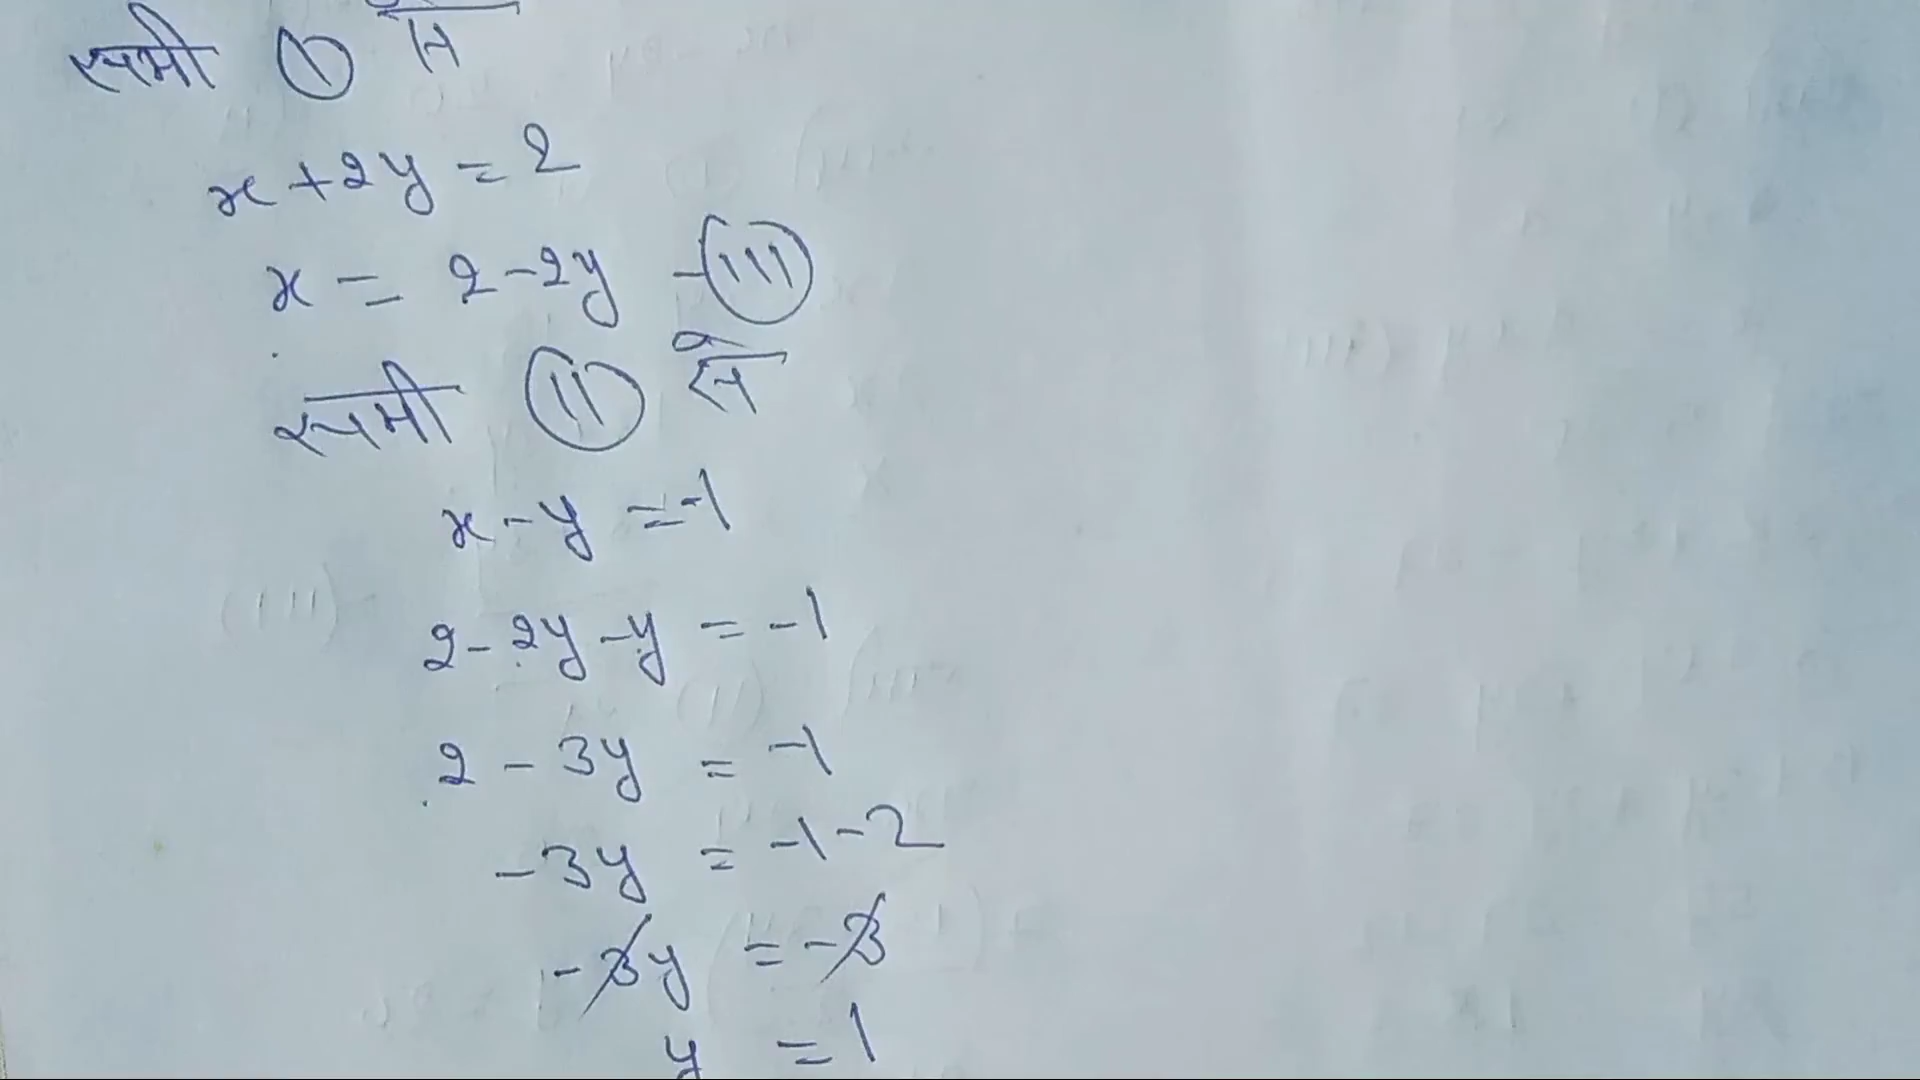 समी (I) से
x + 2y = 2
x = 2 - 2y - (III)
समी (II) से
x - y = -1
2 - 2y - y = -1
2 - 3y = -1
-3y = -1 - 2
-3y = -3
y = 1